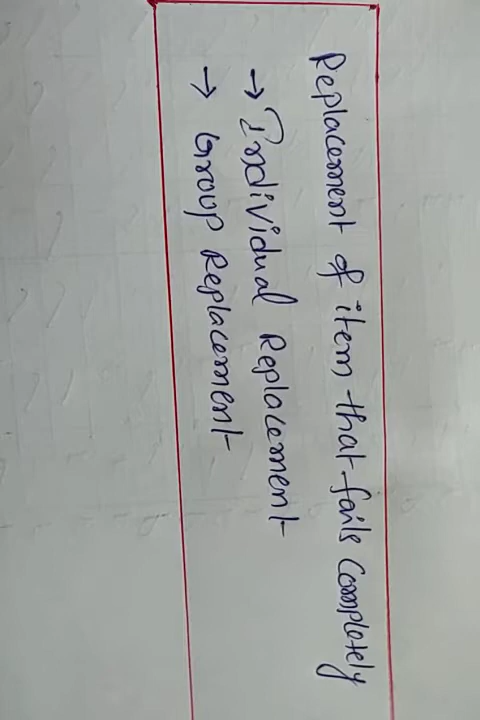 Replacement of item that fails Completely
→ Individual Replacement
→ Group Replacement